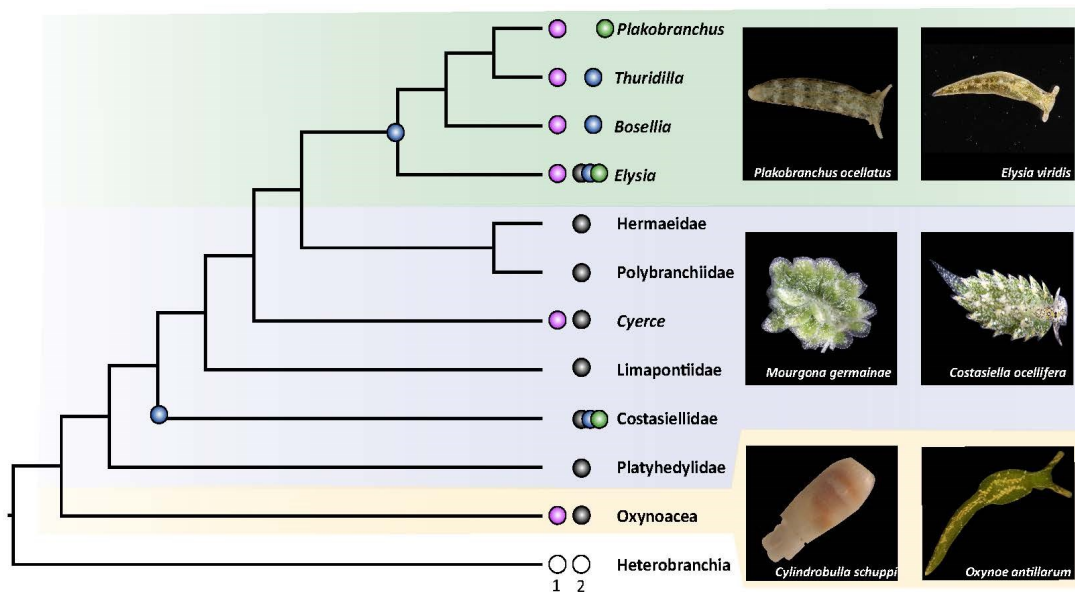 Plakobranchus
Thuridilla
Bosellia
Elysia
Plakobranchus ocellatus
Elysia viridis
Hermaeidae
Polybranchiidae
Cyerce
Limapontiidae
Mourgona germainae
Costasiella ocellifera
Costasiellidae
Platyhedylidae
Oxynoacea
Heterobranchia
Cylindrobulla schuppi
Oxynoe antillarum
1 2